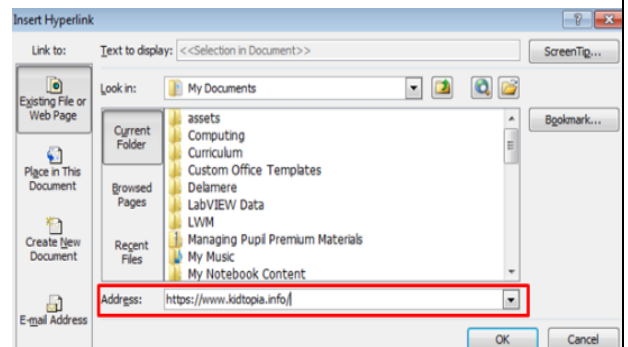 Insert Hyperlink
Link to:
Text to display: <<Selection in Document>>
ScreenTip...
Existing File or
Web Page
Look in:
My Documents
Bookmark...
Current
Folder
assets
Computing
Curriculum
Custom Office Templates
Delamere
LabVIEW Data
LWM
Managing Pupil Premium Materials
My Music
My Notebook Content
Place in This
Document
Browsed
Pages
Create New
Document
Recent
Files
Address: https://www.kidtopia.info/
E-mail Address
OK
Cancel